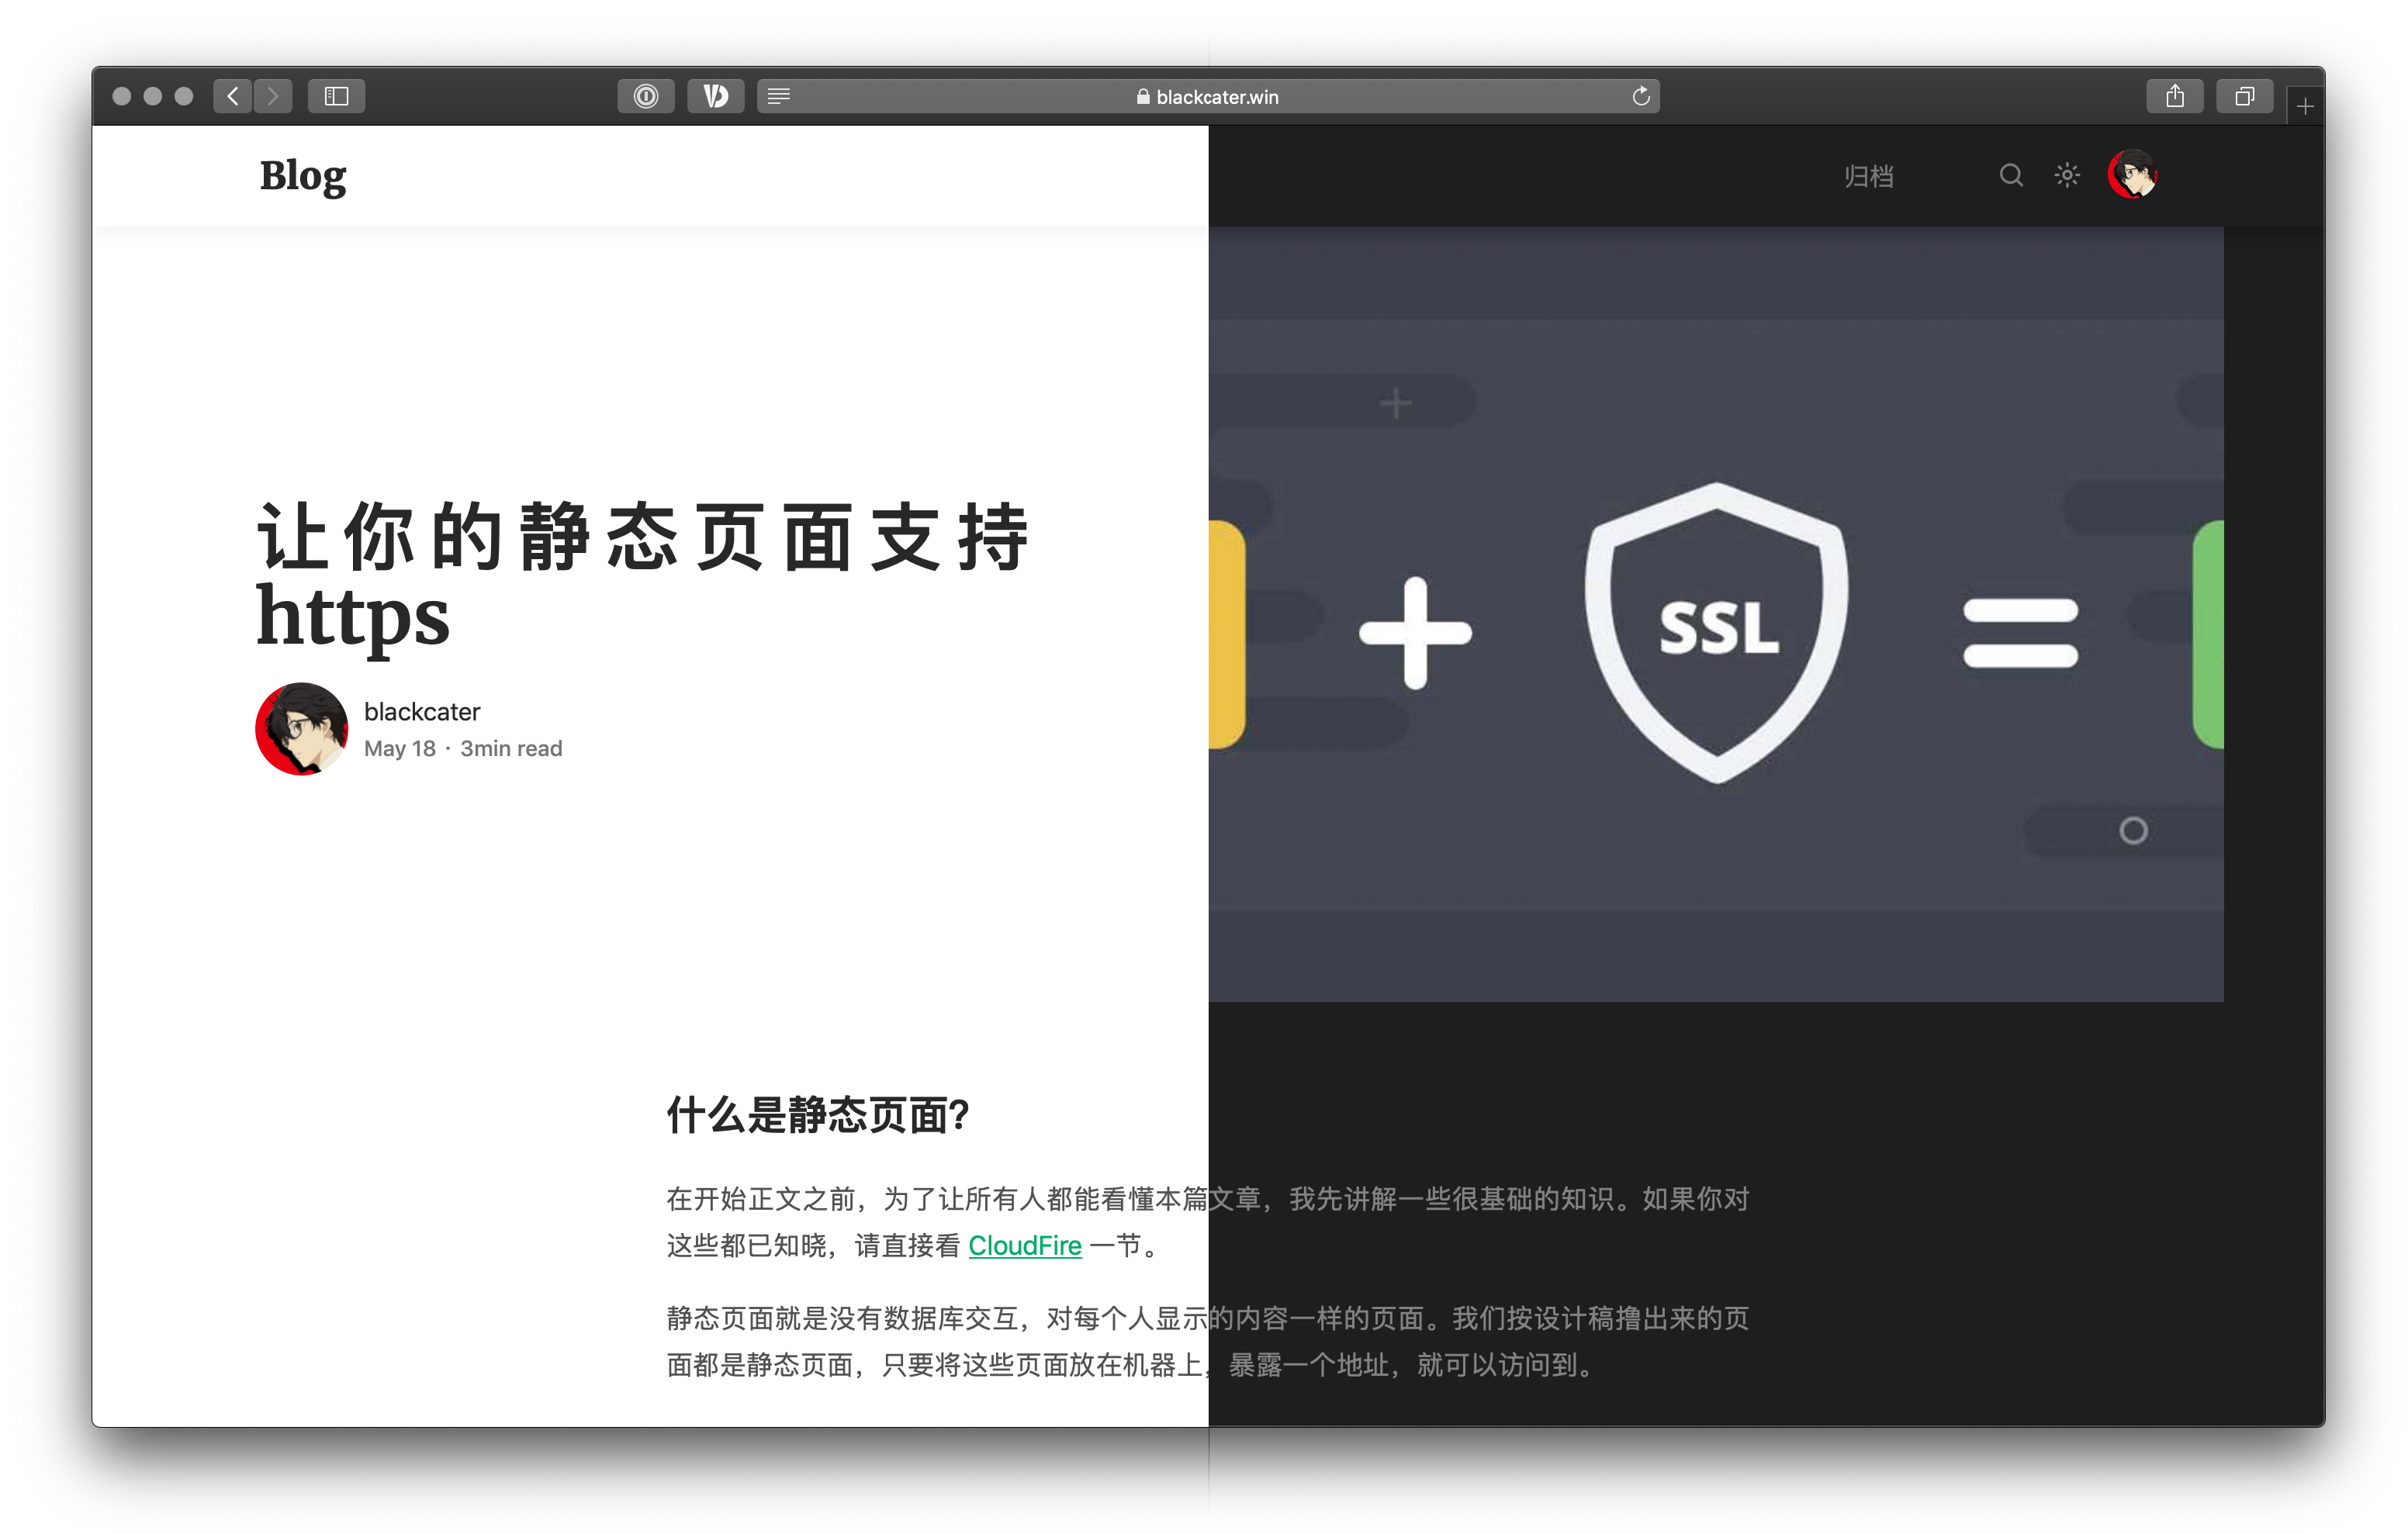 blackcater.win
Blog
归档
让你的静态页面支持
https
SSL
blackcater
May 18 · 3min read
什么是静态页面?
在开始正文之前，为了让所有人都能看懂本篇文章，我先讲解一些很基础的知识。如果你对
这些都已知晓，请直接看 CloudFire 一节。
静态页面就是没有数据库交互，对每个人显示的内容一样的页面。我们按设计稿撸出来的页
面都是静态页面，只要将这些页面放在机器上，暴露一个地址，就可以访问到。